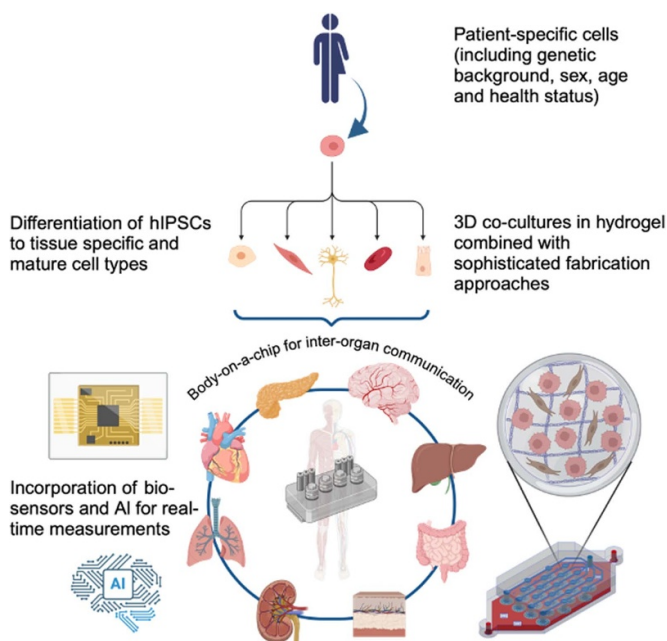 Patient-specific cells
(including genetic
background, sex, age
and health status)
Differentiation of hIPSCs
to tissue specific and
mature cell types
3D co-cultures in hydrogel
combined with
sophisticated fabrication
approaches
Body-on-a-chip for inter-organ communication
Incorporation of bio-
sensors and AI for real-
time measurements
AI